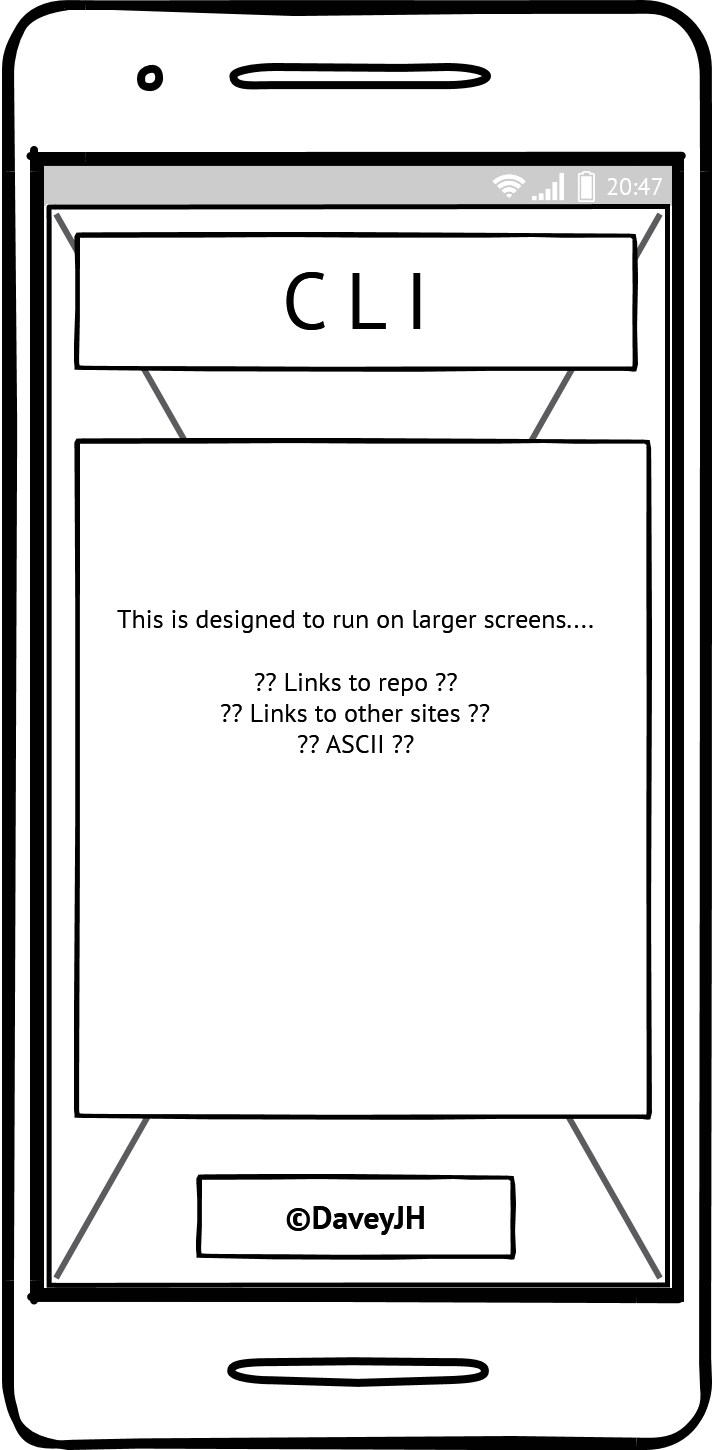 20:47
C L I
This is designed to run on larger screens....
?? Links to repo ??
?? Links to other sites ??
?? ASCII ??
©DaveyJH